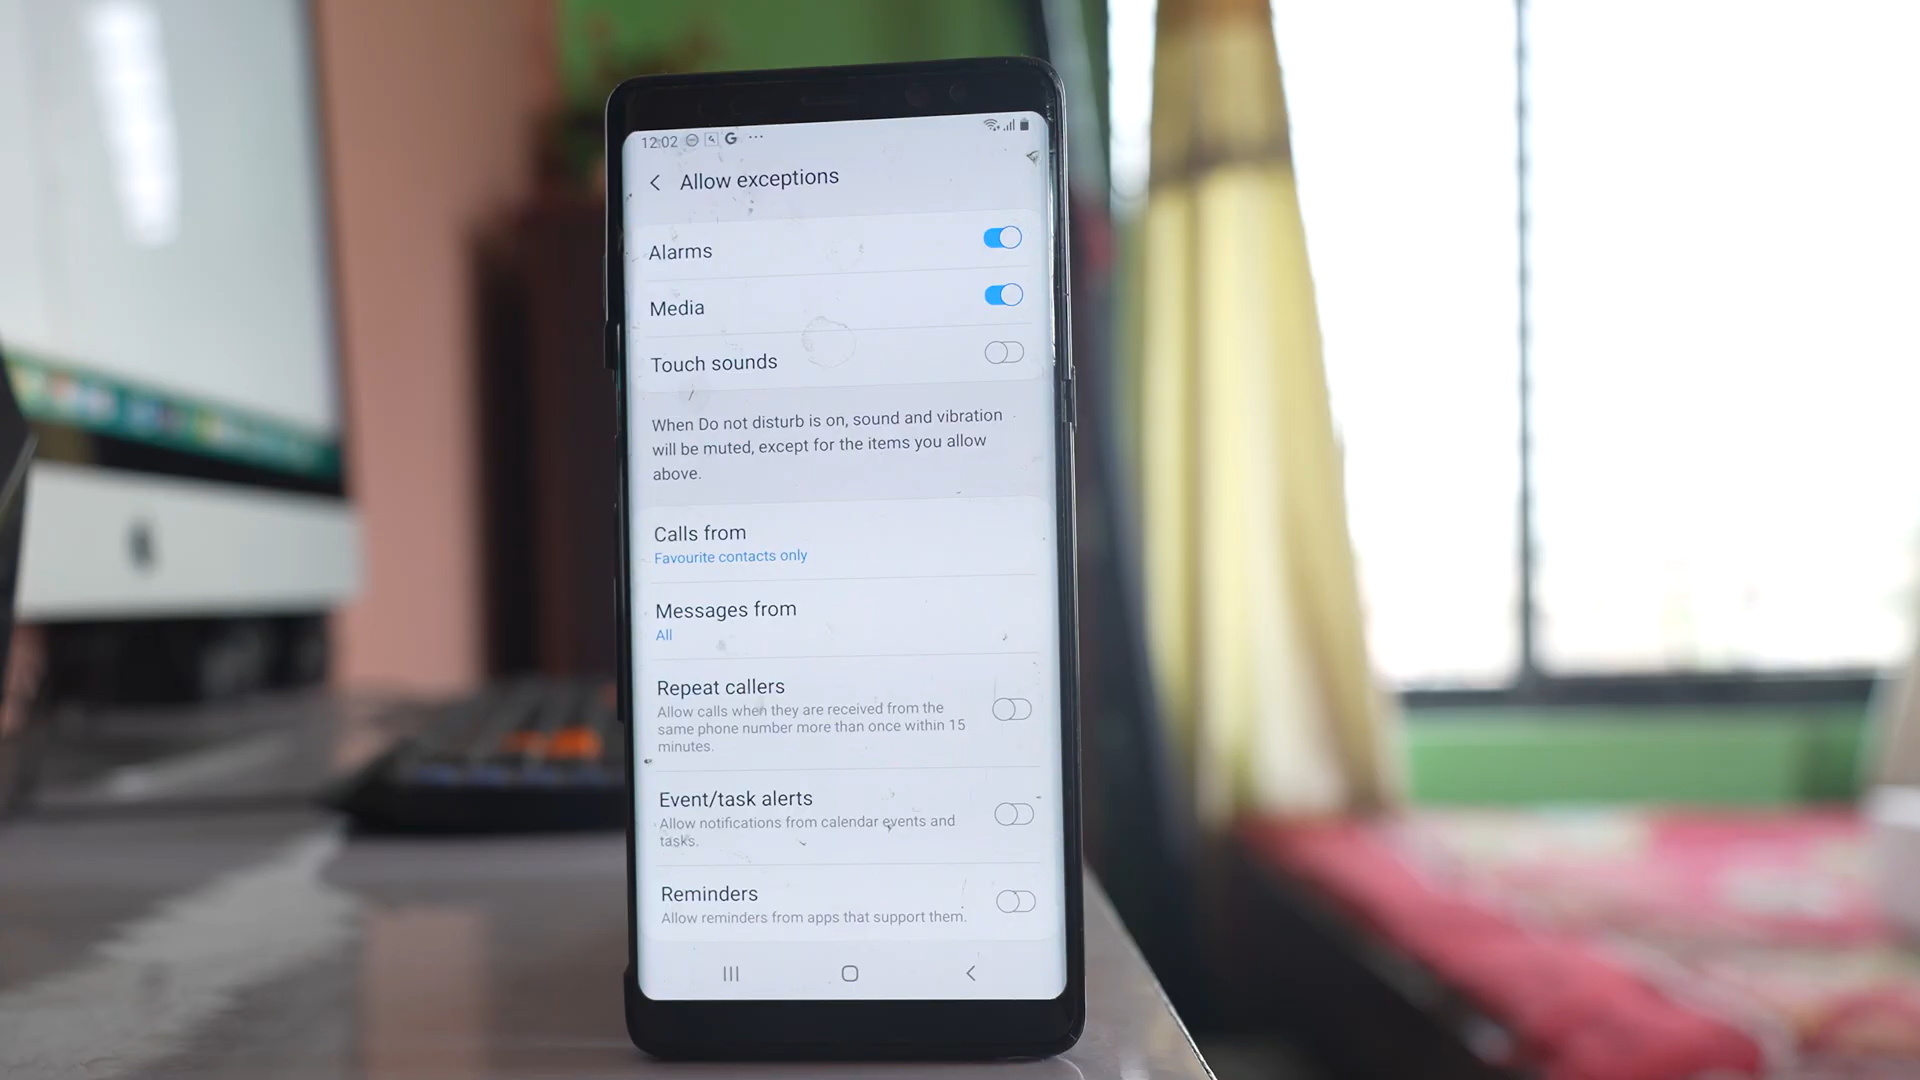 12:02 G ...
Allow exceptions
Alarms
Media
Touch sounds
When Do not disturb is on, sound and vibration
will be muted, except for the items you allow
above.
Calls from
Favourite contacts only
Messages from
All
Repeat callers
Allow calls when they are received from the
same phone number more than once within 15
minutes.
Event/task alerts
Allow notifications from calendar events and
tasks.
Reminders
Allow reminders from apps that support them.